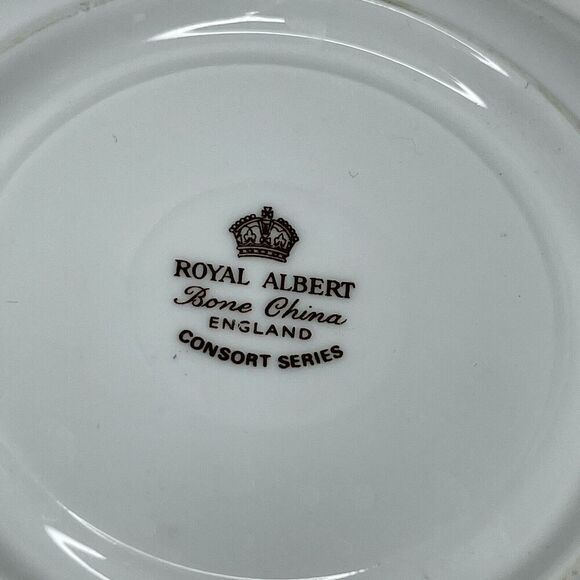 ROYAL ALBERT
Bone China
ENGLAND
CONSORT SERIES